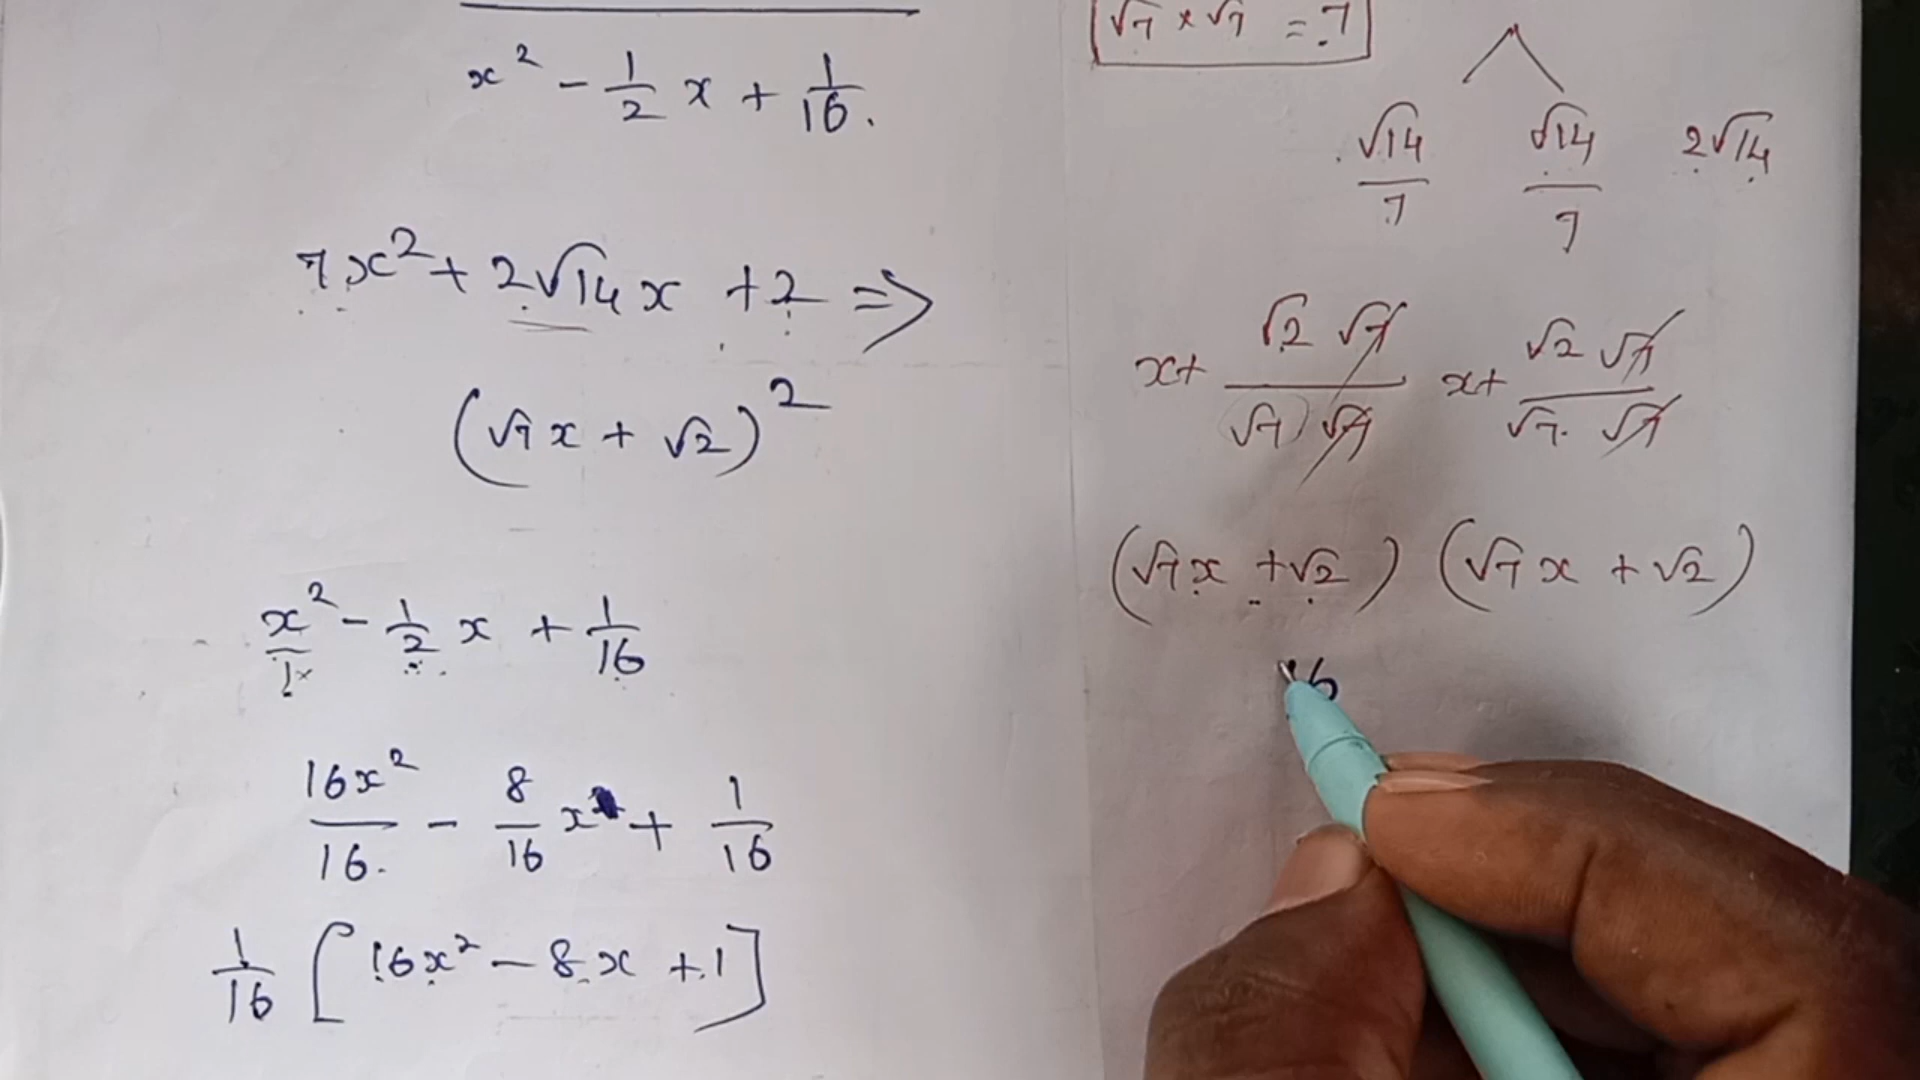 x² - 1/2 x + 1/16.
7x² + 2√14 x + 2 ⇒
(√7 x + √2)²
x²/1 - 1/2 x + 1/16
16x²/16. - 8/16 x + 1/16
1/16 [16x² - 8x + 1]
√7 × √7 = 7
√14/7 √14/7 2√14
x + √2 √7/√7 √7 x + √2 √7/√7. √7
(√7 x + √2) (√7 x + √2)
16